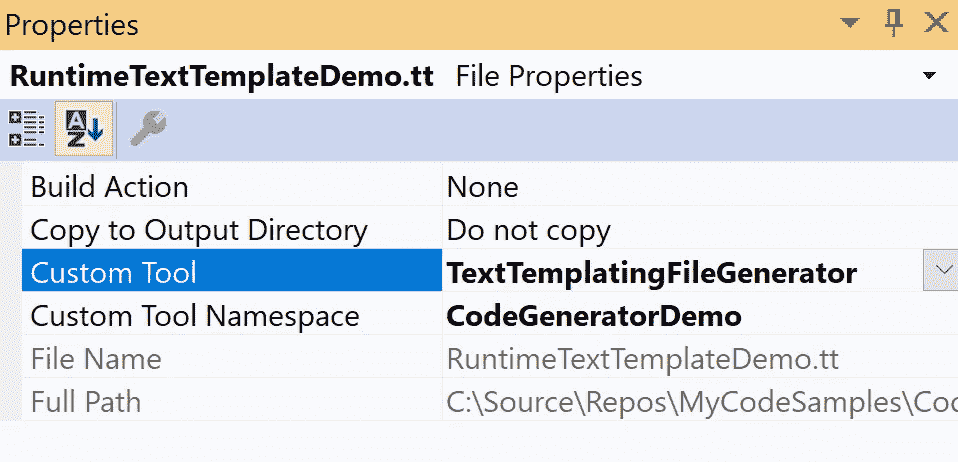 Properties
RuntimeTextTemplateDemo.tt File Properties
A
Z
Build Action None
Copy to Output Directory Do not copy
Custom Tool TextTemplatingFileGenerator
Custom Tool Namespace CodeGeneratorDemo
File Name RuntimeTextTemplateDemo.tt
Full Path C:\Source\Repos\MyCodeSamples\Cod